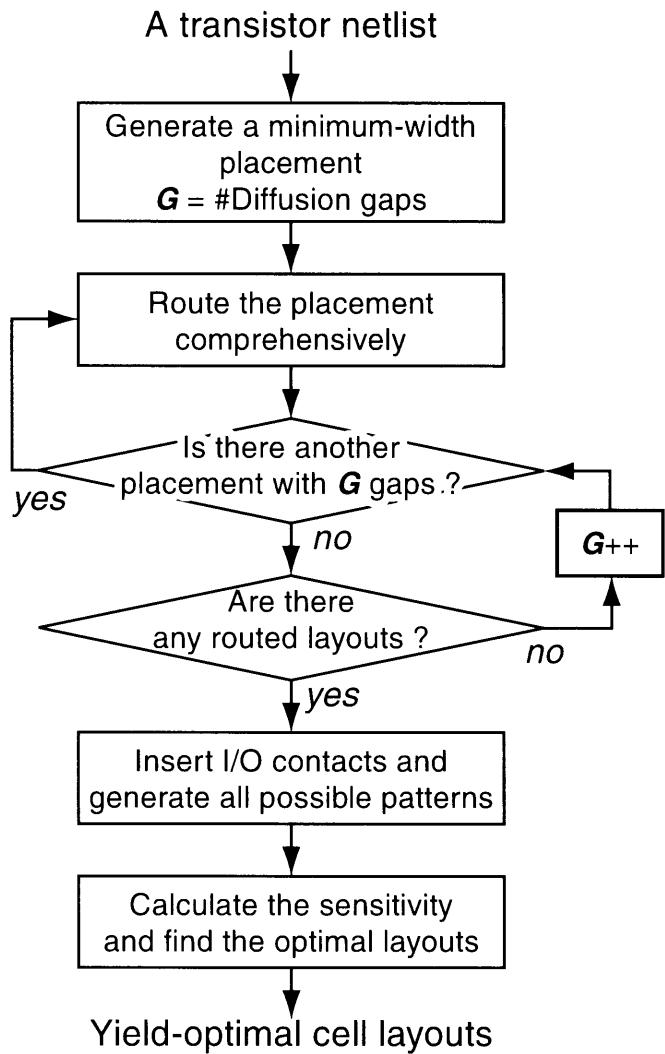 A transistor netlist
Generate a minimum-width
placement
G = #Diffusion gaps
Route the placement
comprehensively
Is there another
placement with G gaps ?
yes
no
G++
Are there
any routed layouts ?
no
yes
Insert I/O contacts and
generate all possible patterns
Calculate the sensitivity
and find the optimal layouts
Yield-optimal cell layouts